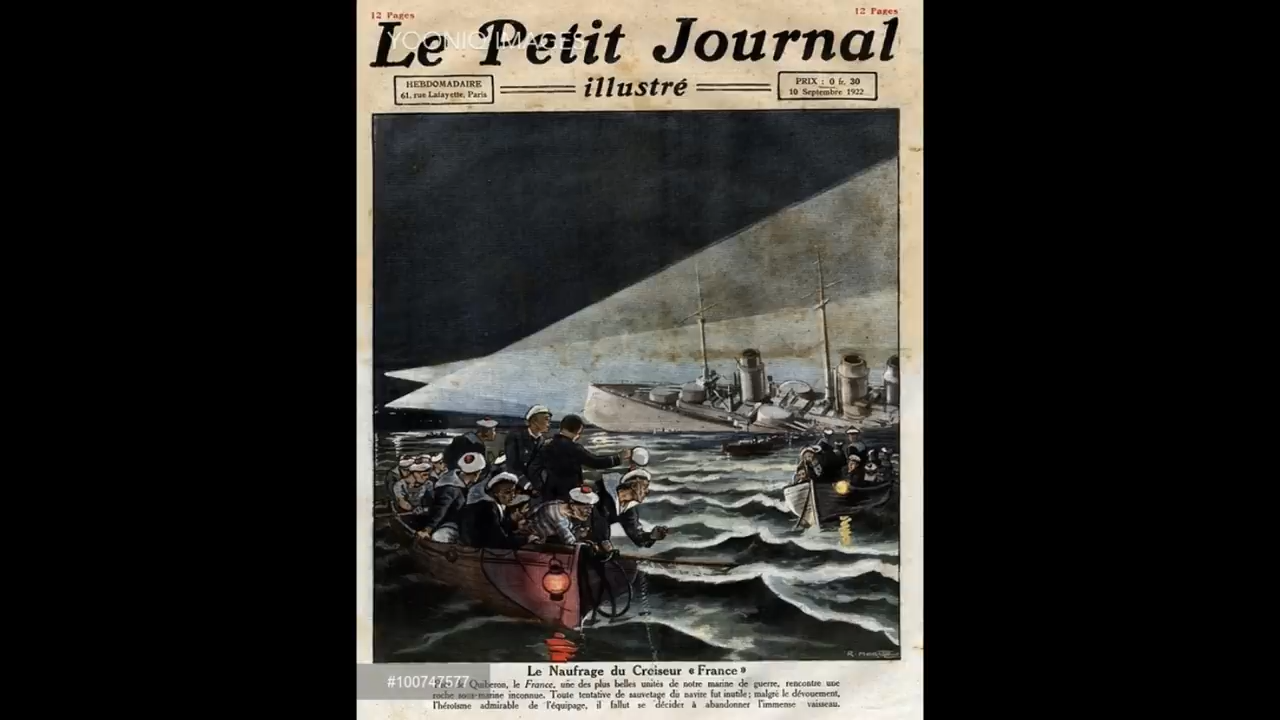 12 Pages 12 Pages
Le Petit Journal
YOONIQ IMAGES
HEBDOMADAIRE
61, rue Lafayette, Paris
illustré
PRIX : 0 fr. 30
10 Septembre 1922
Le Naufrage du Croiseur « France »
Quiberon, le France, une des plus belles unités de notre marine de guerre, rencontre une
roche sous-marine inconnue. Toute tentative de sauvetage du navire fut inutile ; malgré le dévouement,
l'héroïsme admirable de l'équipage, il fallut se décider à abandonner l'immense vaisseau.
#100747577